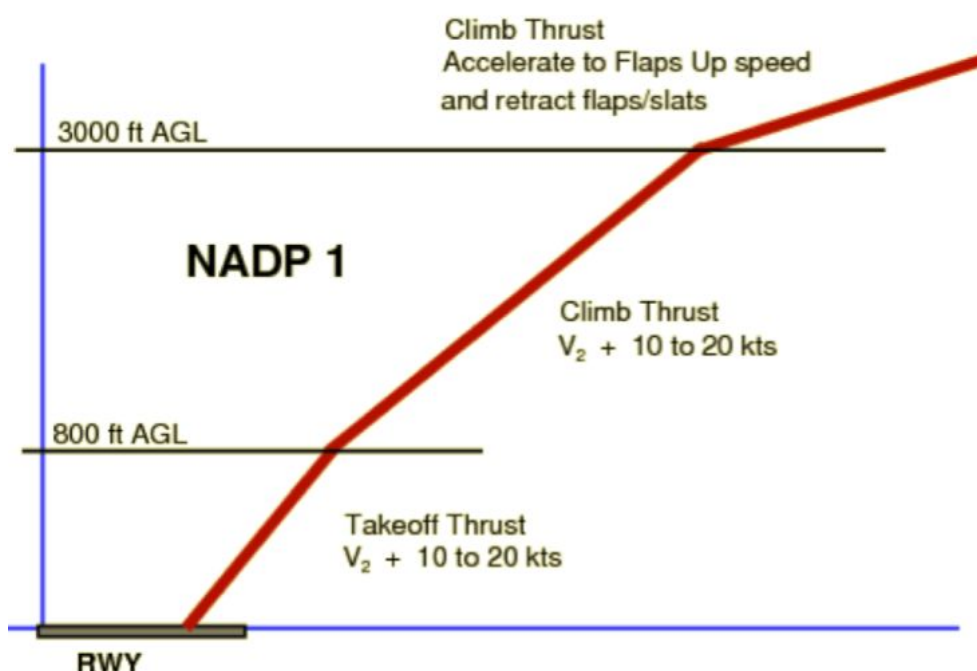 Climb Thrust
Accelerate to Flaps Up speed
and retract flaps/slats
3000 ft AGL
NADP 1
Climb Thrust
V₂ + 10 to 20 kts
800 ft AGL
Takeoff Thrust
V₂ + 10 to 20 kts
RWY